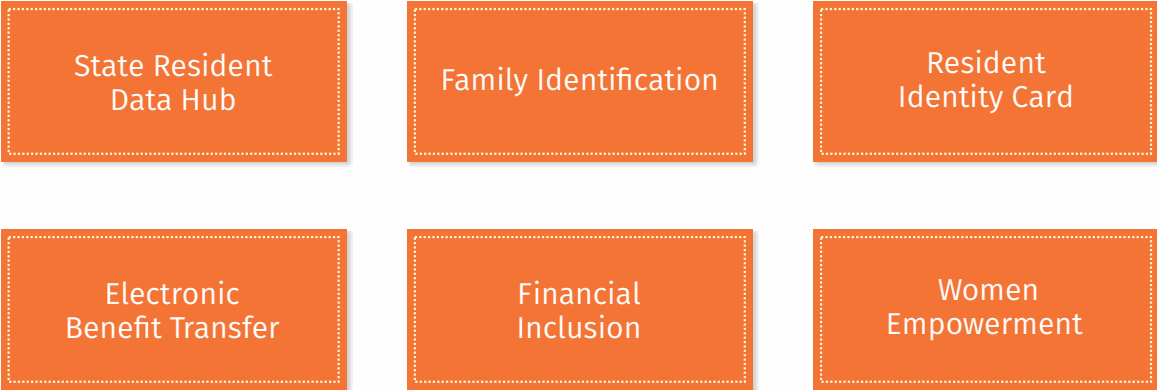 State Resident
Data Hub
Family Identification
Resident
Identity Card
Electronic
Benefit Transfer
Financial
Inclusion
Women
Empowerment